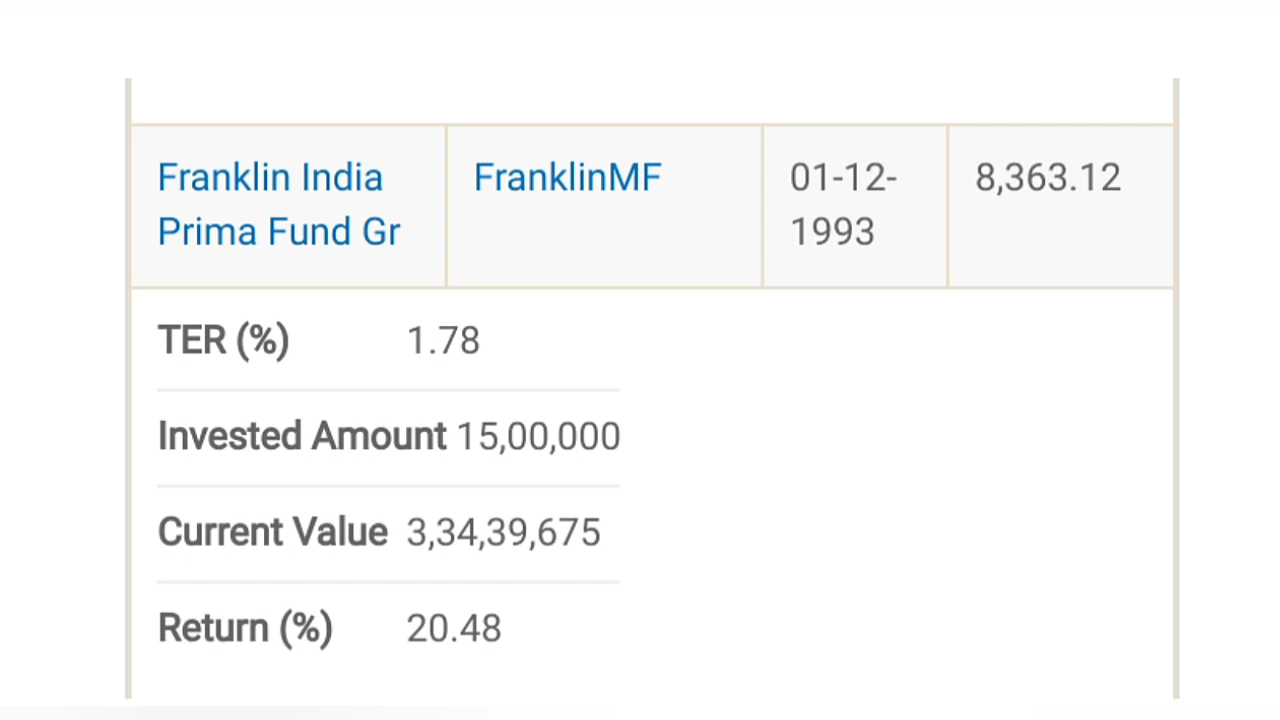 Franklin India FranklinMF 01-12- 8,363.12
Prima Fund Gr 1993
TER (%) 1.78
Invested Amount 15,00,000
Current Value 3,34,39,675
Return (%) 20.48